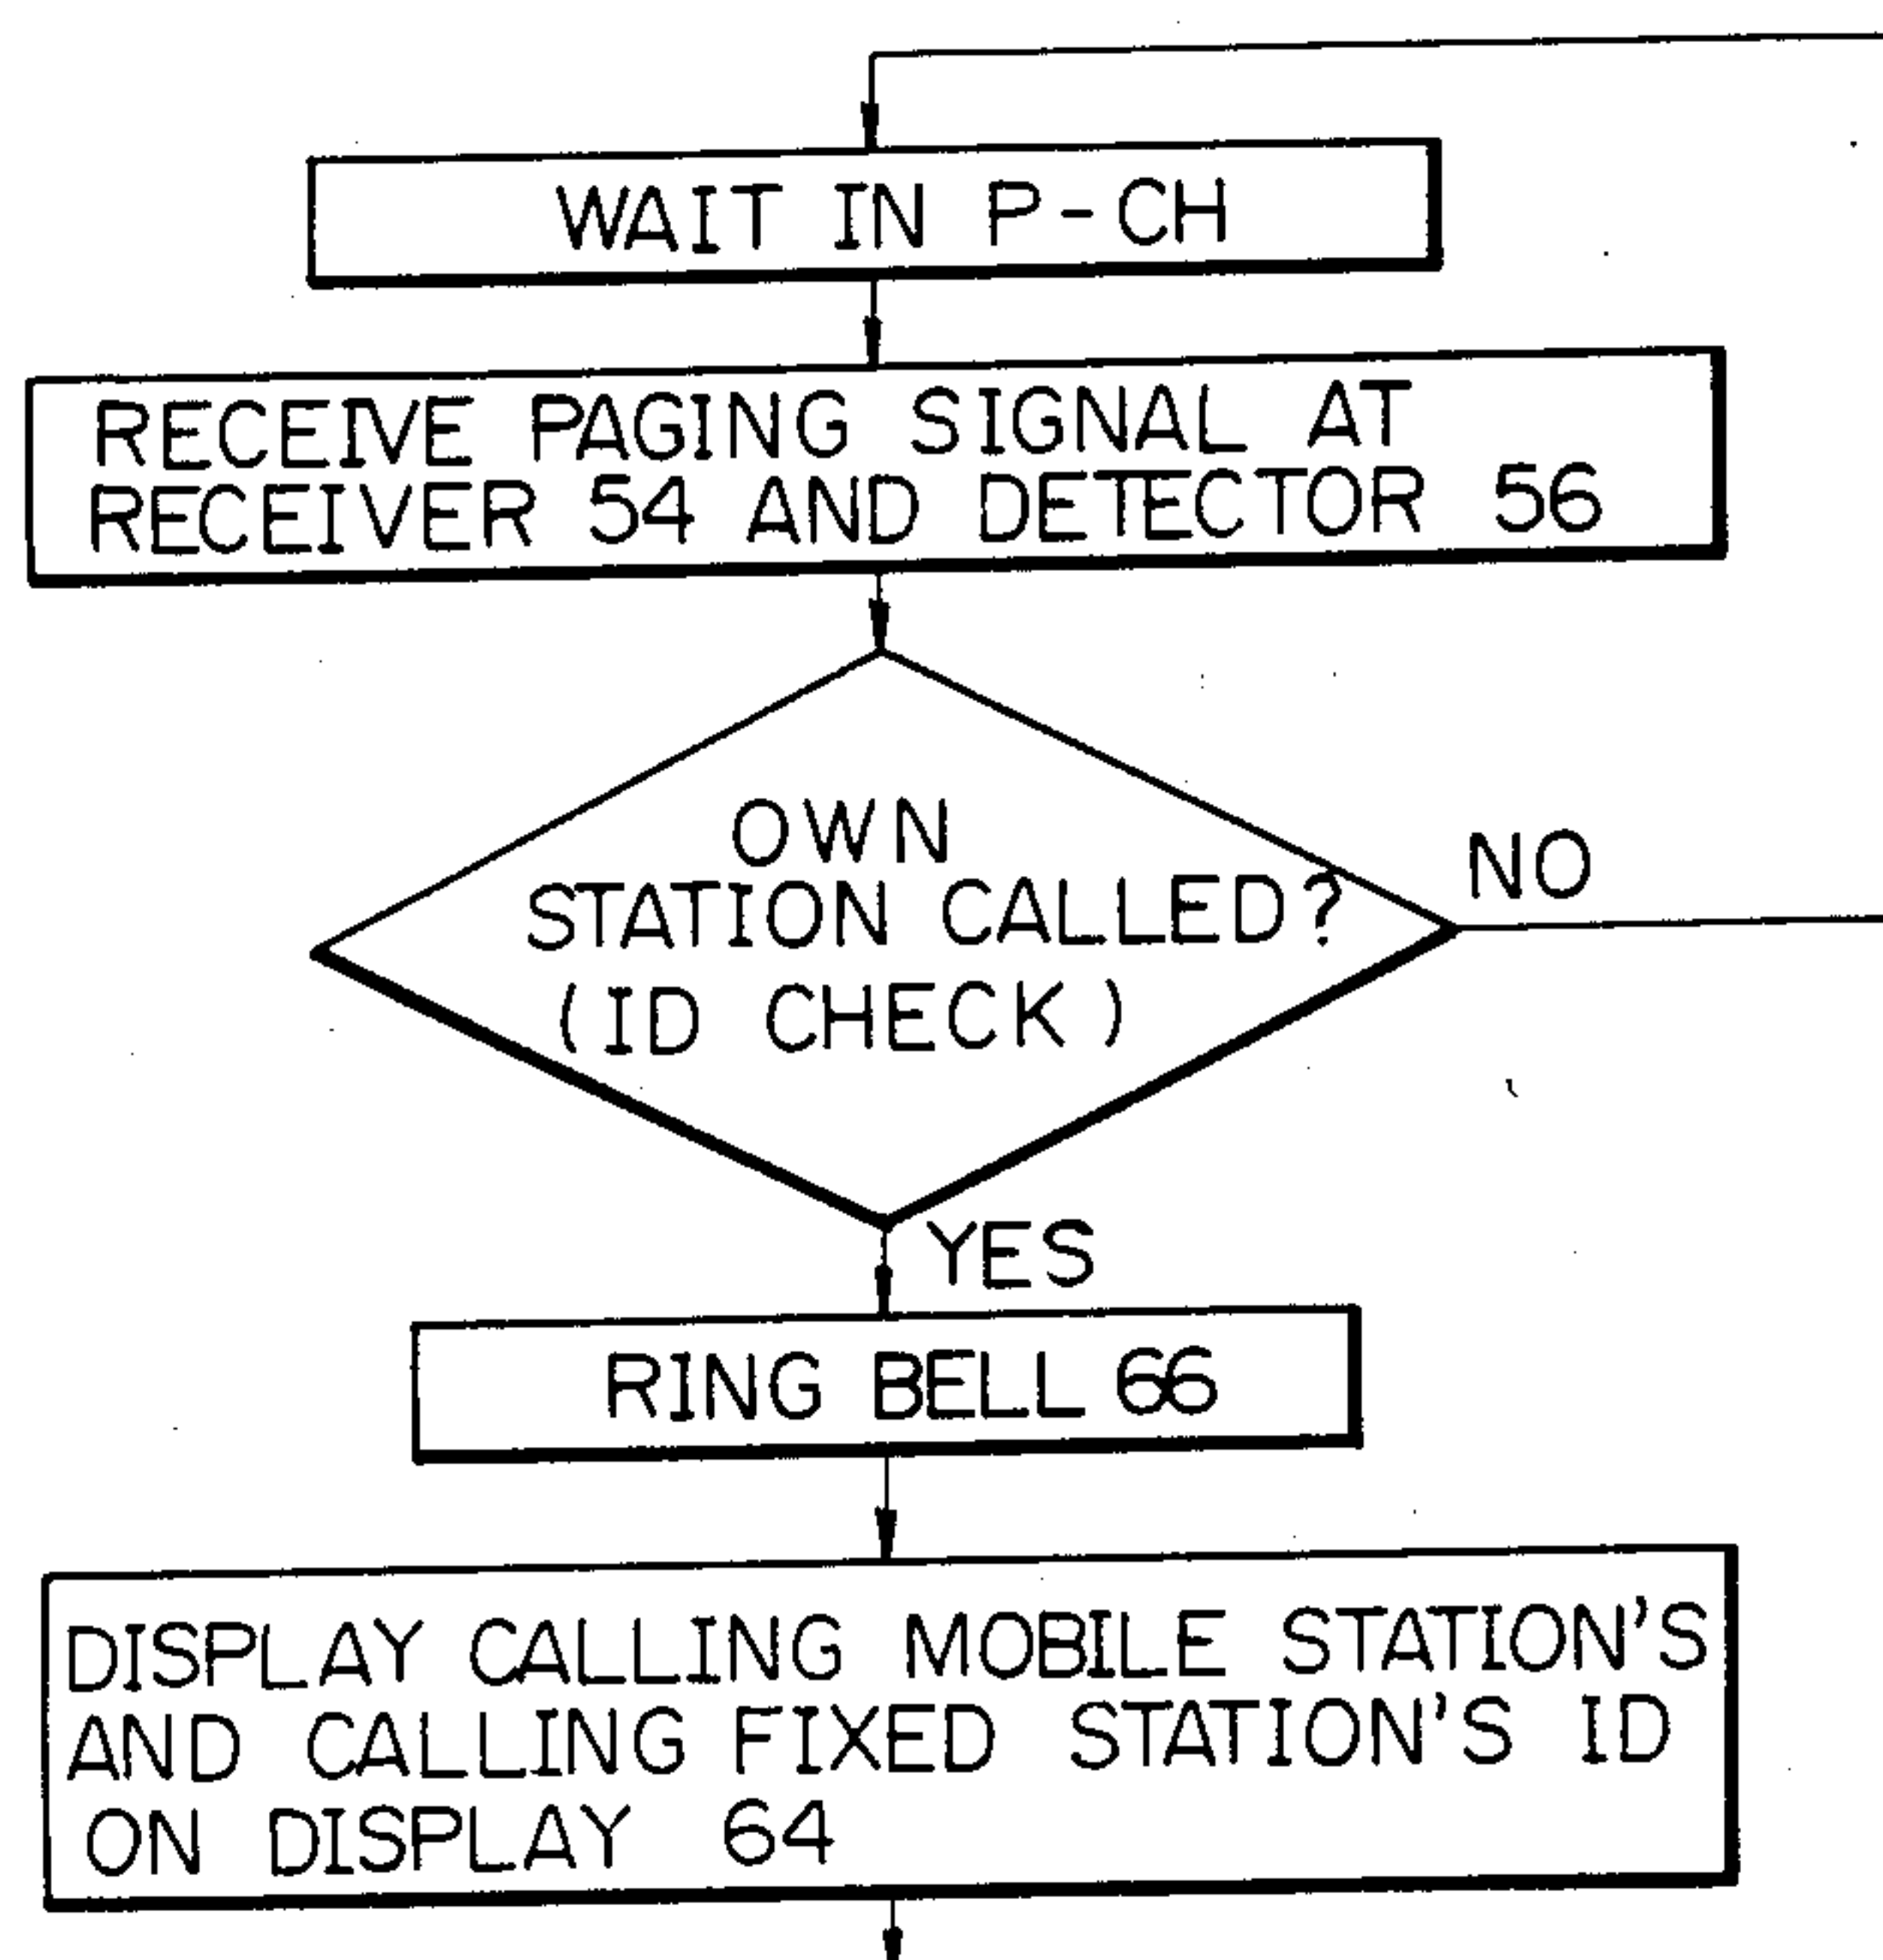 WAIT IN P-CH
RECEIVE PAGING SIGNAL AT
RECEIVER 54 AND DETECTOR 56
OWN
STATION CALLED?
(ID CHECK)
NO
YES
RING BELL 66
DISPLAY CALLING MOBILE STATION'S
AND CALLING FIXED STATION'S ID
ON DISPLAY 64